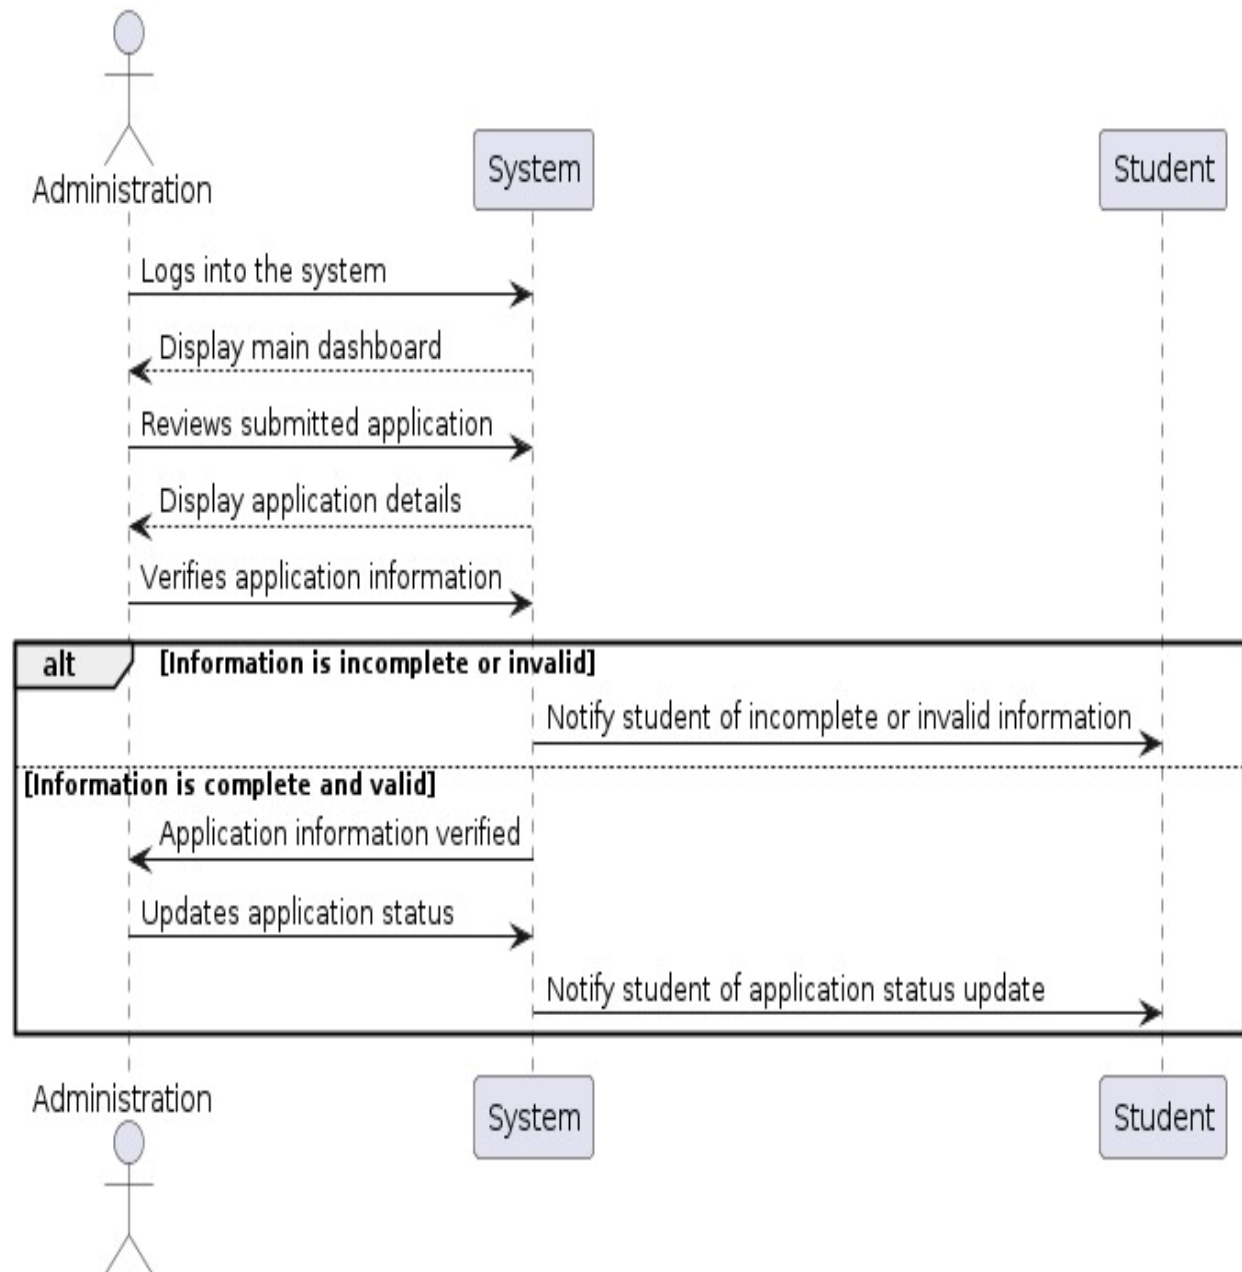 Administration
System
Student
Logs into the system
Display main dashboard
Reviews submitted application
Display application details
Verifies application information
alt [Information is incomplete or invalid]
Notify student of incomplete or invalid information
[Information is complete and valid]
Application information verified
Updates application status
Notify student of application status update
Administration
System
Student